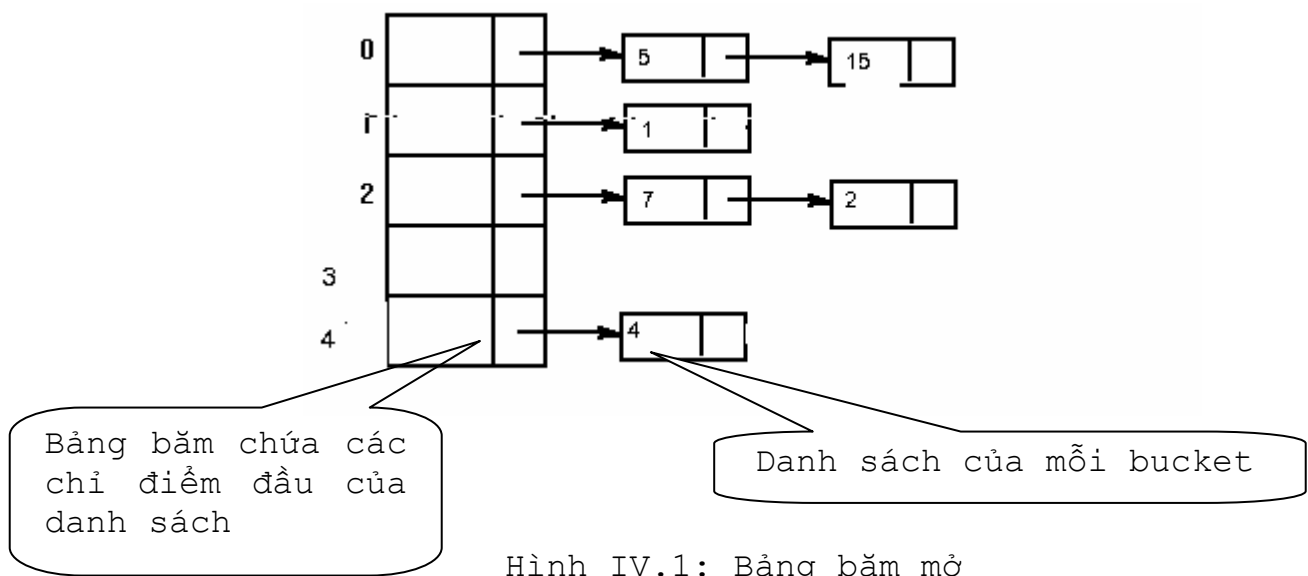 0 5 15
1 1
2 7 2
3
4 4
Bảng băm chứa các
chỉ điểm đầu của
danh sách
Danh sách của mỗi bucket
Hình IV.1: Bảng băm mở